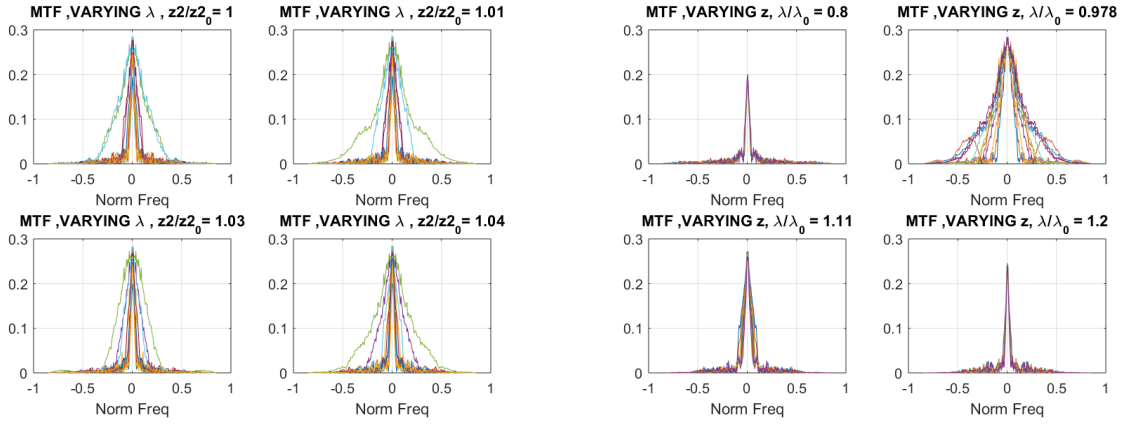 MTF ,VARYING λ , z2/z2₀= 1
0.3
0.2
0.1
0
-1 -0.5 0 0.5 1
Norm Freq
MTF ,VARYING λ , z2/z2₀= 1.01
0.3
0.2
0.1
0
-1 -0.5 0 0.5 1
Norm Freq
MTF ,VARYING z, λ/λ₀ = 0.8
0.3
0.2
0.1
0
-1 -0.5 0 0.5 1
Norm Freq
MTF ,VARYING z, λ/λ₀ = 0.978
0.3
0.2
0.1
0
-1 -0.5 0 0.5 1
Norm Freq
MTF ,VARYING λ , z2/z2₀= 1.03
0.3
0.2
0.1
0
-1 -0.5 0 0.5 1
Norm Freq
MTF ,VARYING λ , z2/z2₀= 1.04
0.3
0.2
0.1
0
-1 -0.5 0 0.5 1
Norm Freq
MTF ,VARYING z, λ/λ₀ = 1.11
0.3
0.2
0.1
0
-1 -0.5 0 0.5 1
Norm Freq
MTF ,VARYING z, λ/λ₀ = 1.2
0.3
0.2
0.1
0
-1 -0.5 0 0.5 1
Norm Freq